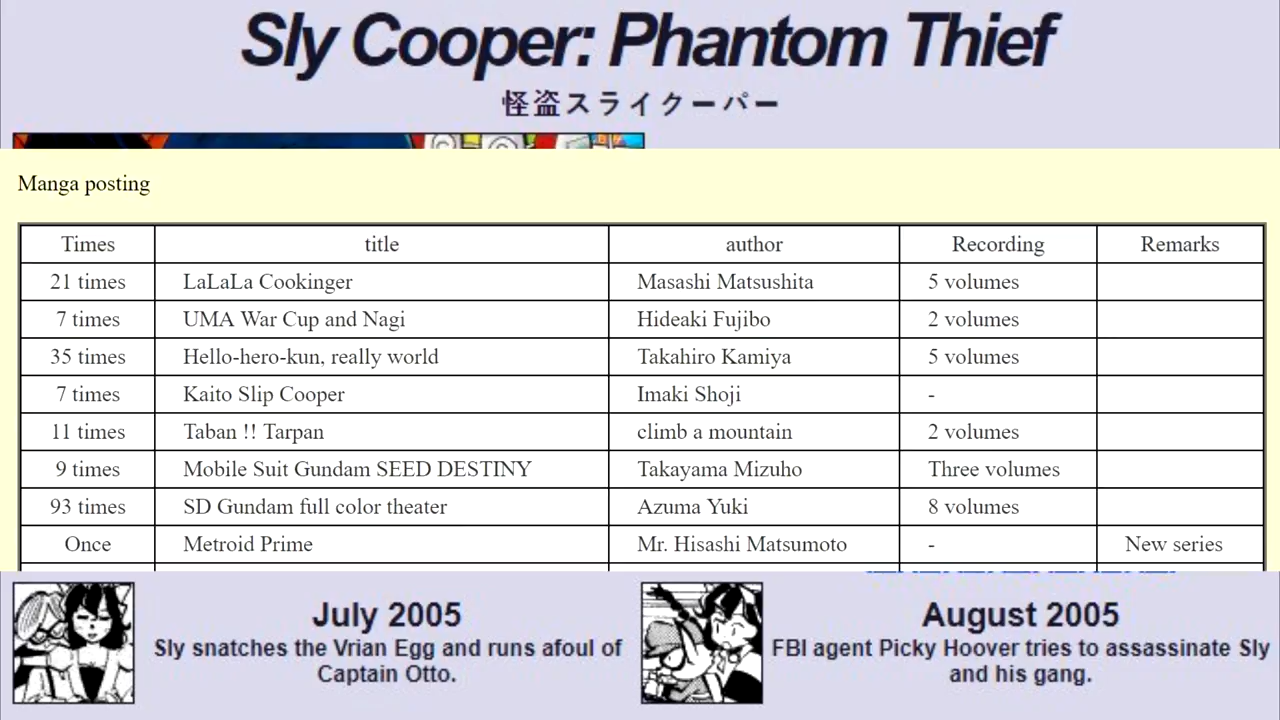 Sly Cooper: Phantom Thief
怪盗スライクーパー
Manga posting
Times title author Recording Remarks
21 times LaLaLa Cookinger Masashi Matsushita 5 volumes
7 times UMA War Cup and Nagi Hideaki Fujibo 2 volumes
35 times Hello-hero-kun, really world Takahiro Kamiya 5 volumes
7 times Kaito Slip Cooper Imaki Shoji -
11 times Taban !! Tarpan climb a mountain 2 volumes
9 times Mobile Suit Gundam SEED DESTINY Takayama Mizuho Three volumes
93 times SD Gundam full color theater Azuma Yuki 8 volumes
Once Metroid Prime Mr. Hisashi Matsumoto - New series
July 2005
Sly snatches the Vrian Egg and runs afoul of
Captain Otto.
August 2005
FBI agent Picky Hoover tries to assassinate Sly
and his gang.